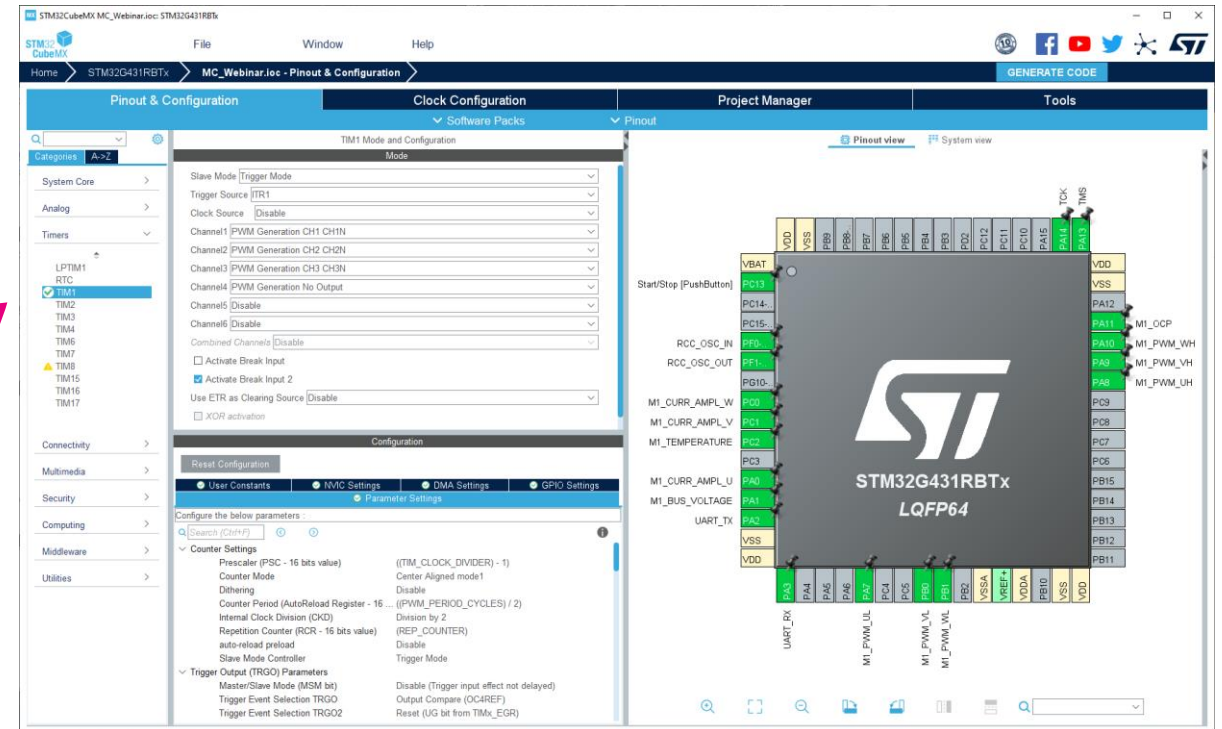 STM32CubeMX MC_Webinar.ioc: STM32G431RBTx
STM32
CubeMX
File Window Help
Home STM32G431RBTx MC_Webinar.ioc - Pinout & Configuration GENERATE CODE
Pinout & Configuration Clock Configuration Project Manager Tools
Software Packs Pinout
Categories A->Z
System Core
Analog
Timers
LPTIM1
RTC
TIM1
TIM2
TIM3
TIM4
TIM6
TIM7
TIM8
TIM15
TIM16
TIM17
Connectivity
Multimedia
Security
Computing
Middleware
Utilities
TIM1 Mode and Configuration
Mode
Slave Mode Trigger Mode
Trigger Source ITR1
Clock Source Disable
Channel1 PWM Generation CH1 CH1N
Channel2 PWM Generation CH2 CH2N
Channel3 PWM Generation CH3 CH3N
Channel4 PWM Generation No Output
Channel5 Disable
Channel6 Disable
Combined Channels Disable
Activate Break Input
Activate Break Input 2
Use ETR as Clearing Source Disable
XOR activation
Configuration
Reset Configuration
User Constants NVIC Settings DMA Settings GPIO Settings
Parameter Settings
Configure the below parameters :
Search (Ctrl+F)
Counter Settings
Prescaler (PSC - 16 bits value) ((TIM_CLOCK_DIVIDER) - 1)
Counter Mode Center Aligned mode1
Dithering Disable
Counter Period (AutoReload Register - 16 ... ((PWM_PERIOD_CYCLES) / 2)
Internal Clock Division (CKD) Division by 2
Repetition Counter (RCR - 16 bits value) (REP_COUNTER)
auto-reload preload Disable
Slave Mode Controller Trigger Mode
Trigger Output (TRGO) Parameters
Master/Slave Mode (MSM bit) Disable (Trigger input effect not delayed)
Trigger Event Selection TRGO Output Compare (OC4REF)
Trigger Event Selection TRGO2 Reset (UG bit from TIMx_EGR)
Pinout view System view
TCK TMS
VDD VSS PB9 PB8-. PB7 PB6 PB5 PB4 PB3 PD2 PC12 PC11 PC10 PA15 PA14 PA13
VBAT VDD
Start/Stop [PushButton] PC13 VSS
PC14-.. PA12
PC15-.. PA11 M1_OCP
RCC_OSC_IN PF0-.. PA10 M1_PWM_WH
RCC_OSC_OUT PF1-.. PA9 M1_PWM_VH
PG10-.. PA8 M1_PWM_UH
M1_CURR_AMPL_W PC0 PC9
M1_CURR_AMPL_V PC1 PC8
M1_TEMPERATURE PC2 PC7
PC3 PC6
M1_CURR_AMPL_U PA0 PB15
M1_BUS_VOLTAGE PA1 PB14
UART_TX PA2 PB13
VSS PB12
VDD PB11
STM32G431RBTx
LQFP64
PA3 PA4 PA5 PA6 PA7 PC4 PC5 PB0 PB1 PB2 VSSA VREF+ VDDA PB10 VSS VDD
UART_RX M1_PWM_UL M1_PWM_VL M1_PWM_WL